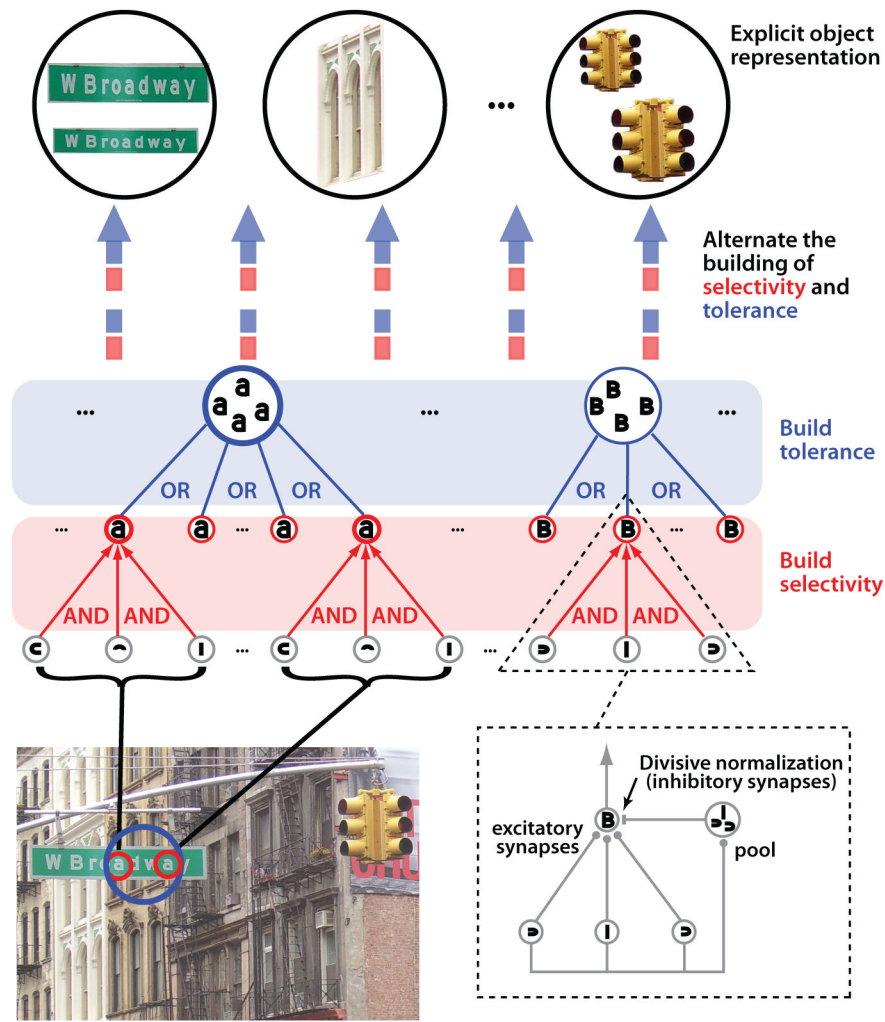 Explicit object
representation
W Broadway
W Broadway
...
Alternate the
building of
selectivity and
tolerance
... a a a a ... B B B B ...
Build
tolerance
OR OR OR OR OR
... a a ... a a ... B B ... B
Build
selectivity
AND AND AND AND AND AND
... ... 
W Broadway
Divisive normalization
(inhibitory synapses)
excitatory
synapses
B
pool